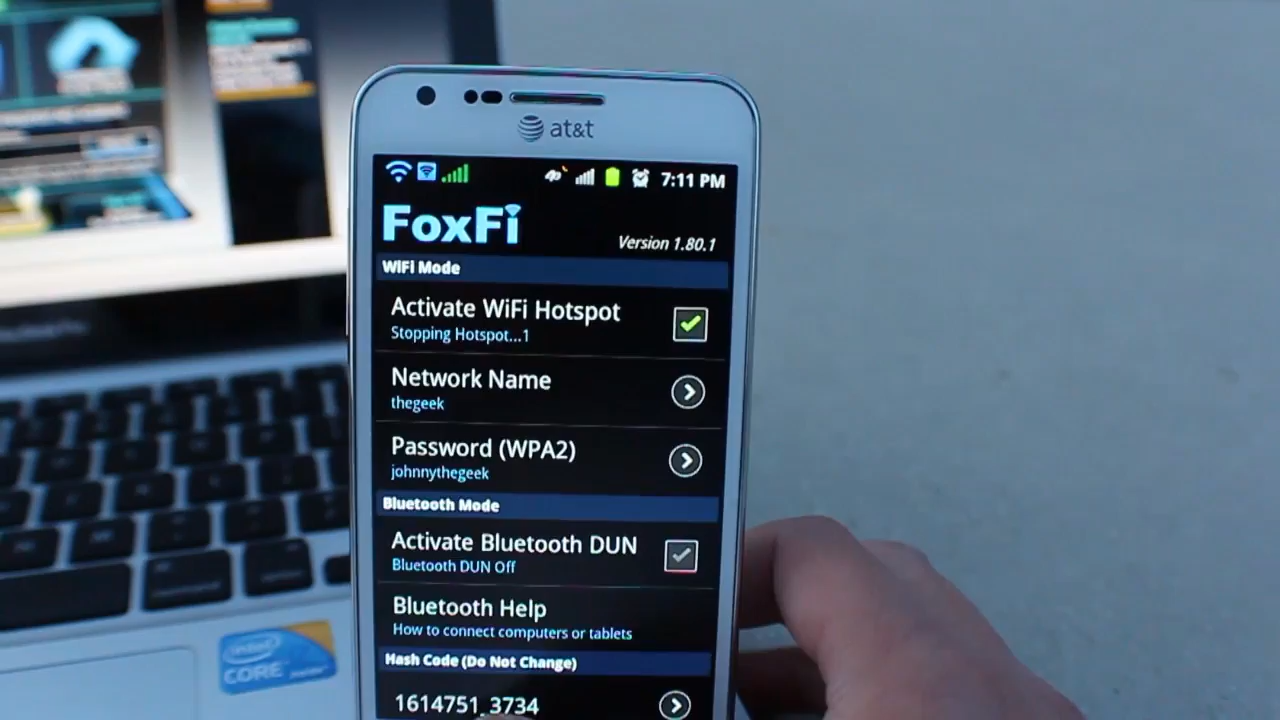 at&t
7:11 PM
FoxFi
Version 1.80.1
WiFi Mode
Activate WiFi Hotspot
Stopping Hotspot...1
Network Name
thegeek
Password (WPA2)
johnnythegeek
Bluetooth Mode
Activate Bluetooth DUN
Bluetooth DUN Off
Bluetooth Help
How to connect computers or tablets
Hash Code (Do Not Change)
1614751_3734
intel
CORE